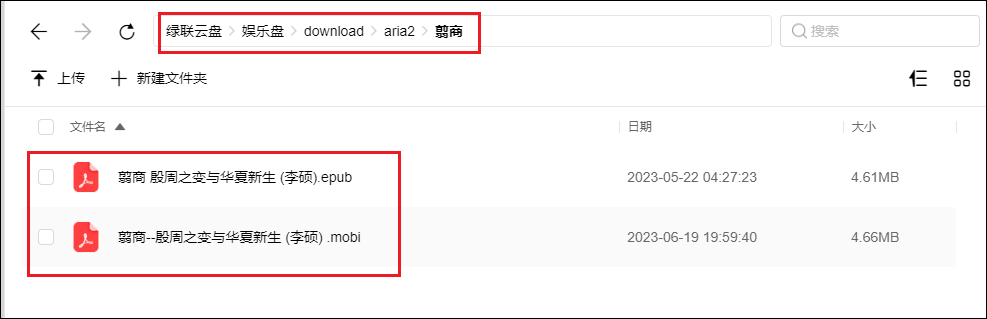 绿联云盘 > 娱乐盘 > download > aria2 > 翦商
搜索
上传 新建文件夹
文件名 日期 大小
翦商 殷周之变与华夏新生 (李硕).epub 2023-05-22 04:27:23 4.61MB
翦商--殷周之变与华夏新生 (李硕) .mobi 2023-06-19 19:59:40 4.66MB